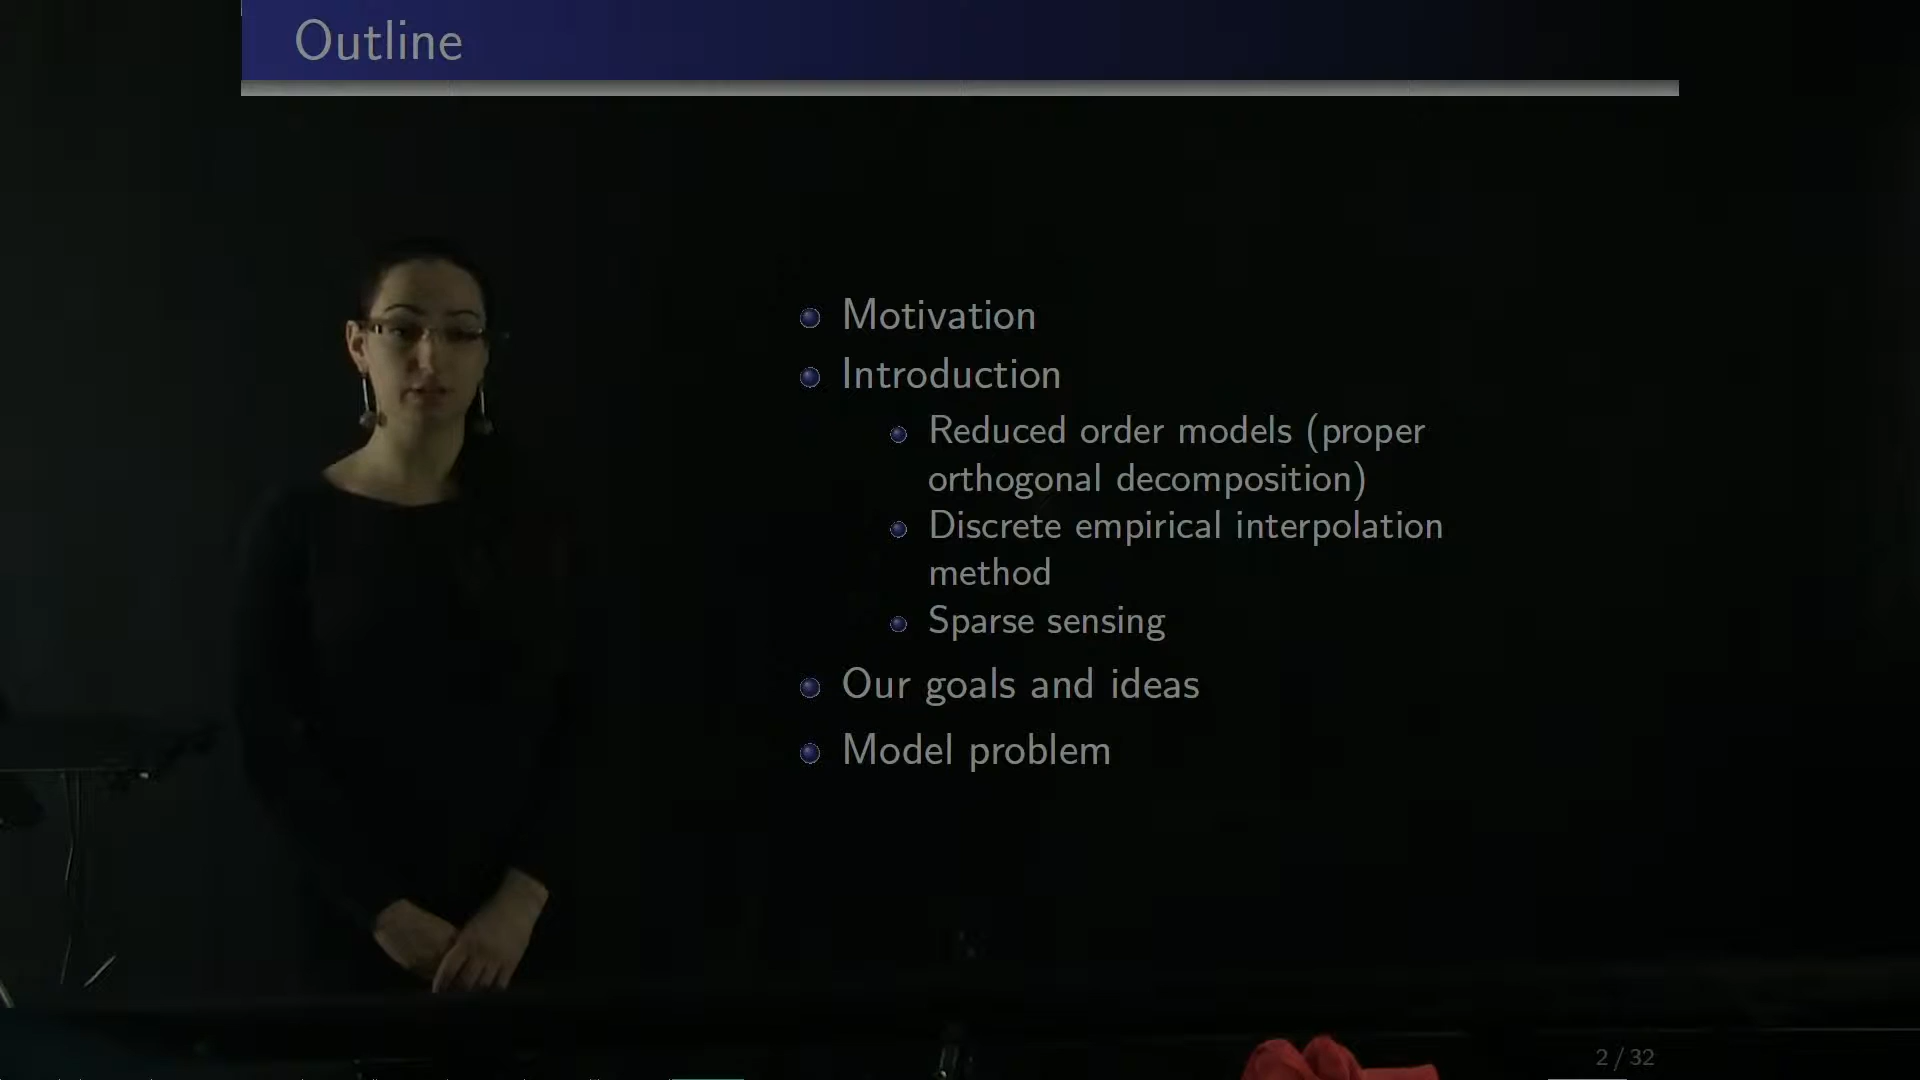 Outline
Motivation
Introduction
Reduced order models (proper
orthogonal decomposition)
Discrete empirical interpolation
method
Sparse sensing
Our goals and ideas
Model problem
2 / 32